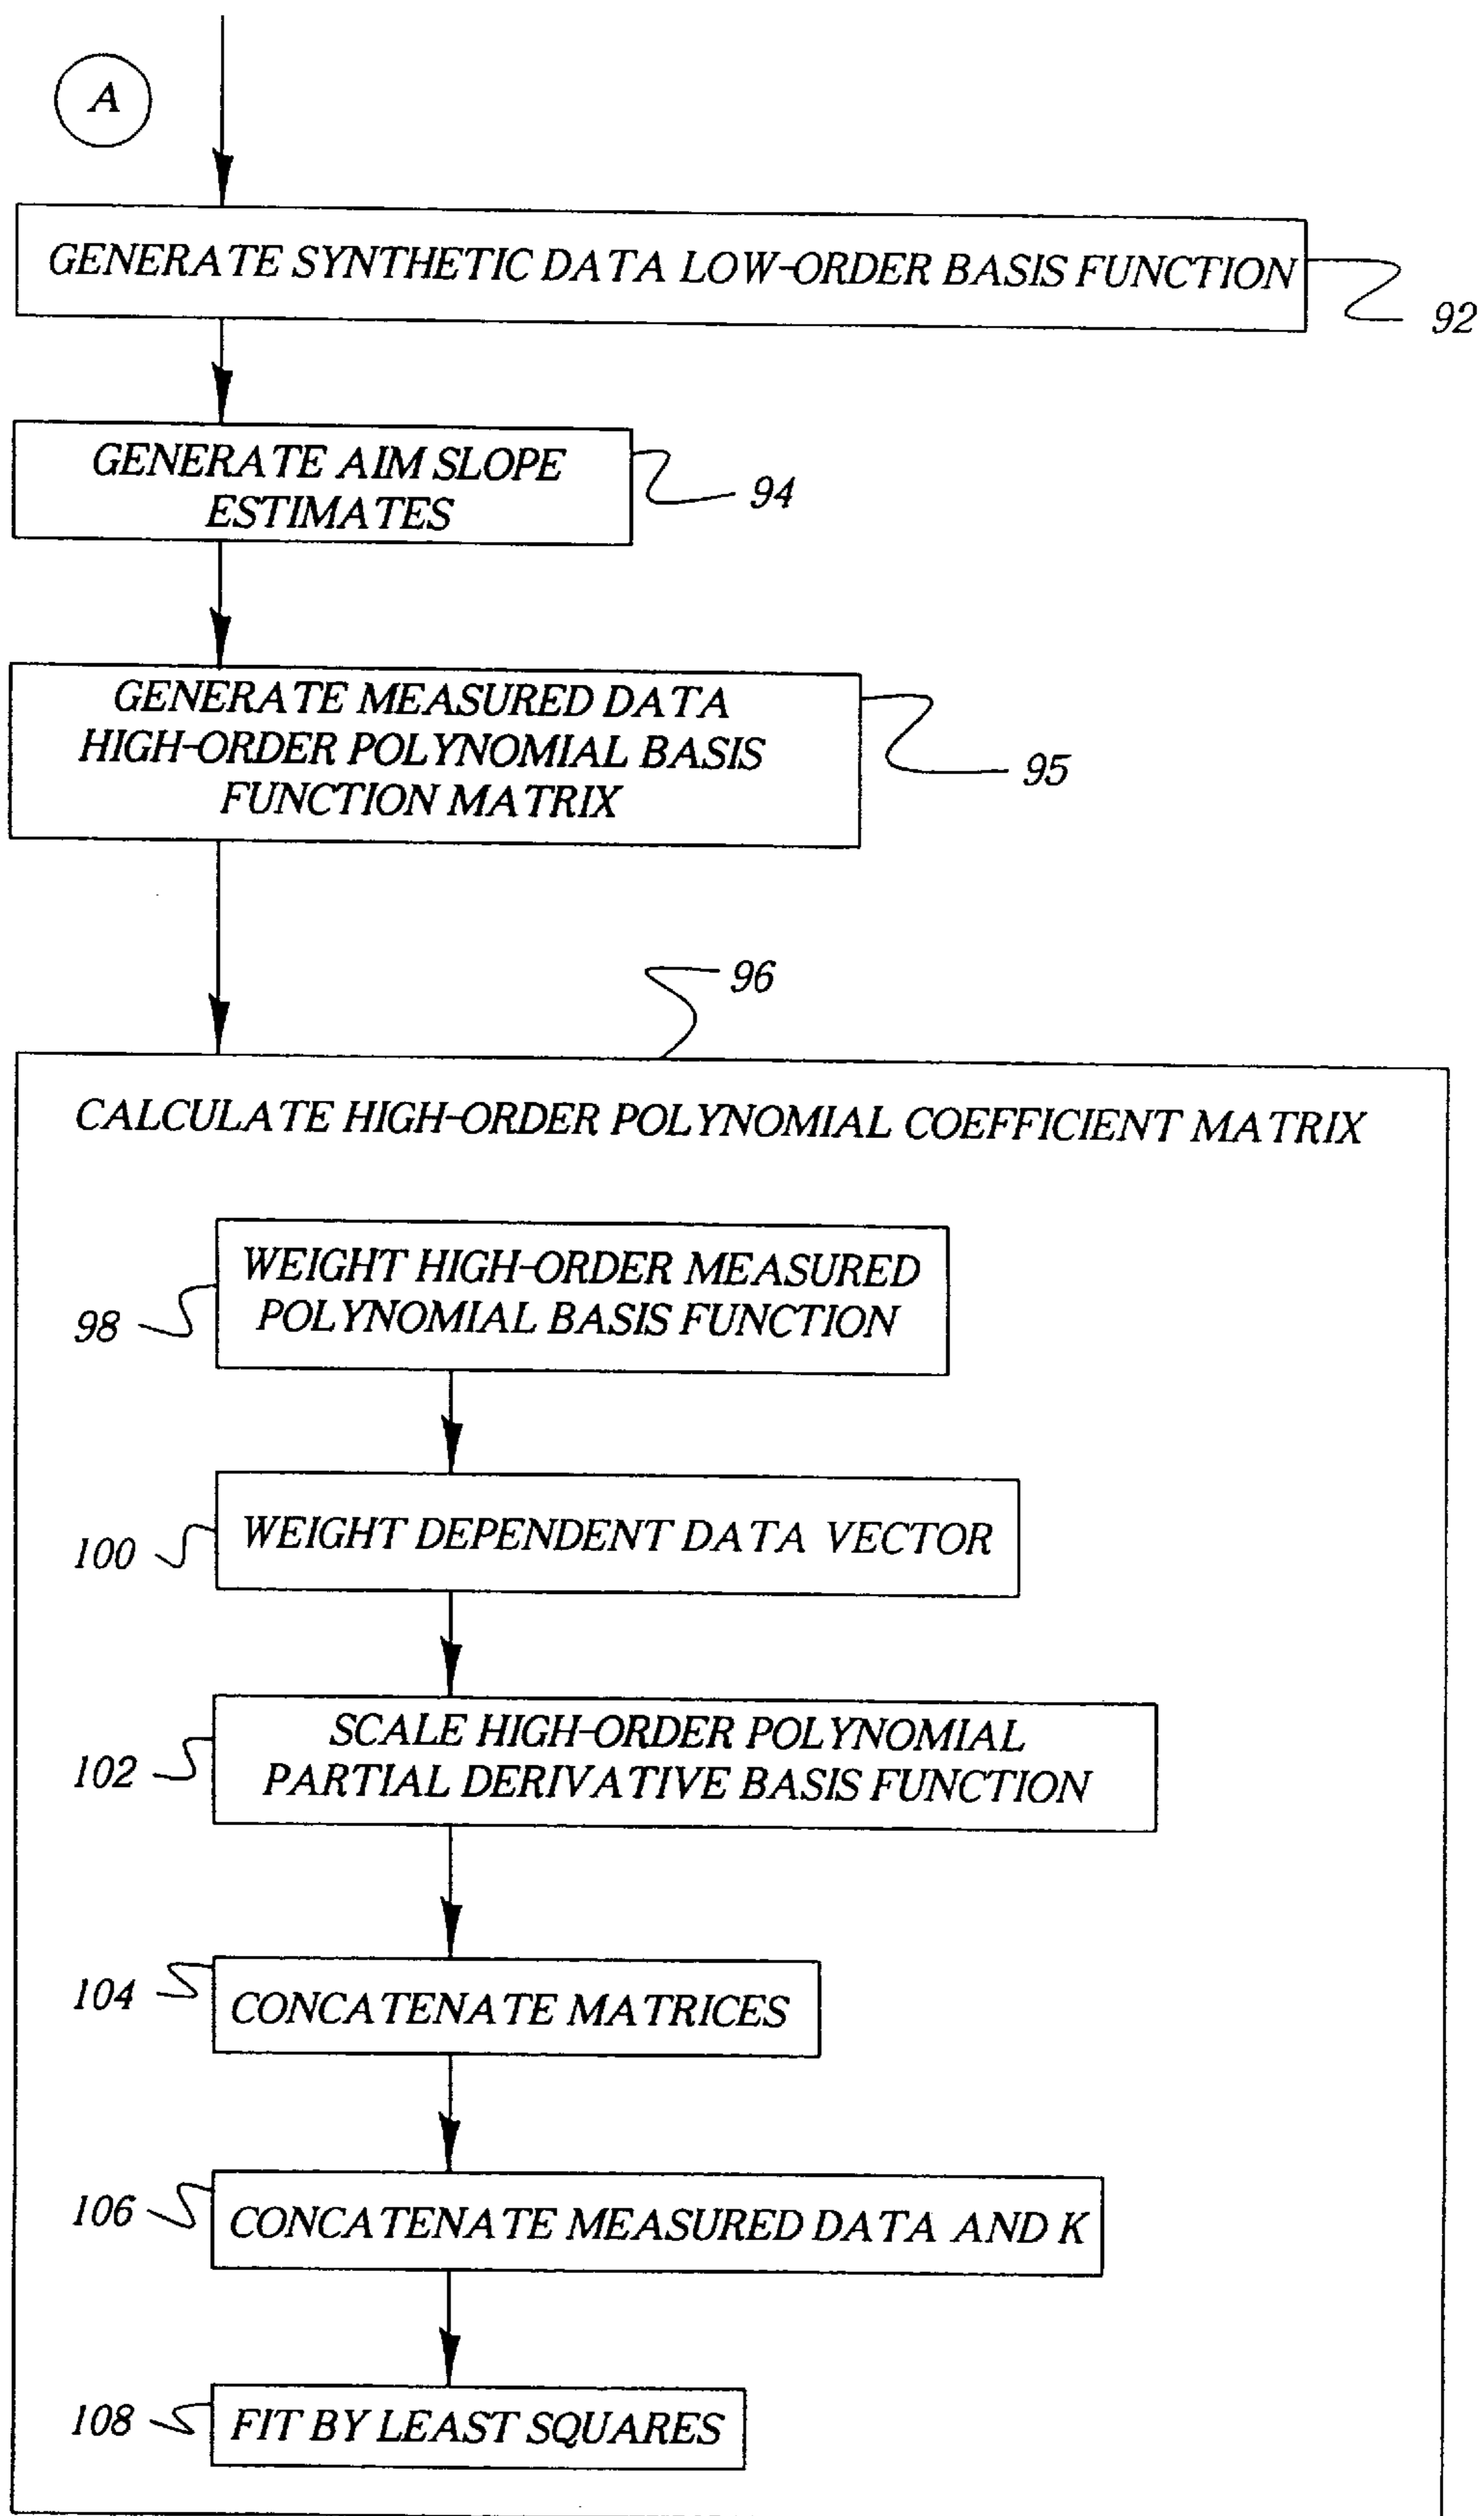 A
GENERATE SYNTHETIC DATA LOW-ORDER BASIS FUNCTION
92
GENERATE AIM SLOPE
ESTIMATES
94
GENERATE MEASURED DATA
HIGH-ORDER POLYNOMIAL BASIS
FUNCTION MATRIX
95
96
CALCULATE HIGH-ORDER POLYNOMIAL COEFFICIENT MATRIX
WEIGHT HIGH-ORDER MEASURED
POLYNOMIAL BASIS FUNCTION
98
WEIGHT DEPENDENT DATA VECTOR
100
SCALE HIGH-ORDER POLYNOMIAL
PARTIAL DERIVATIVE BASIS FUNCTION
102
104
CONCATENATE MATRICES
106
CONCATENATE MEASURED DATA AND K
108
FIT BY LEAST SQUARES